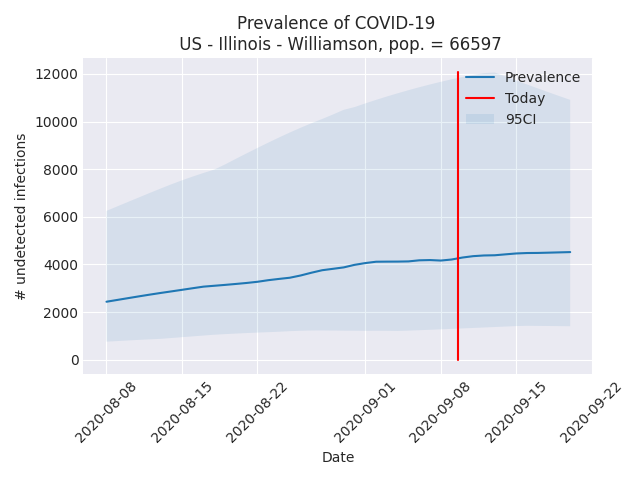 Prevalence of COVID-19
US - Illinois - Williamson, pop. = 66597
12000
10000
8000
6000
4000
2000
0
# undetected infections
Prevalence
Today
95CI
2020-08-08
2020-08-15
2020-08-22
2020-09-01
2020-09-08
2020-09-15
2020-09-22
Date